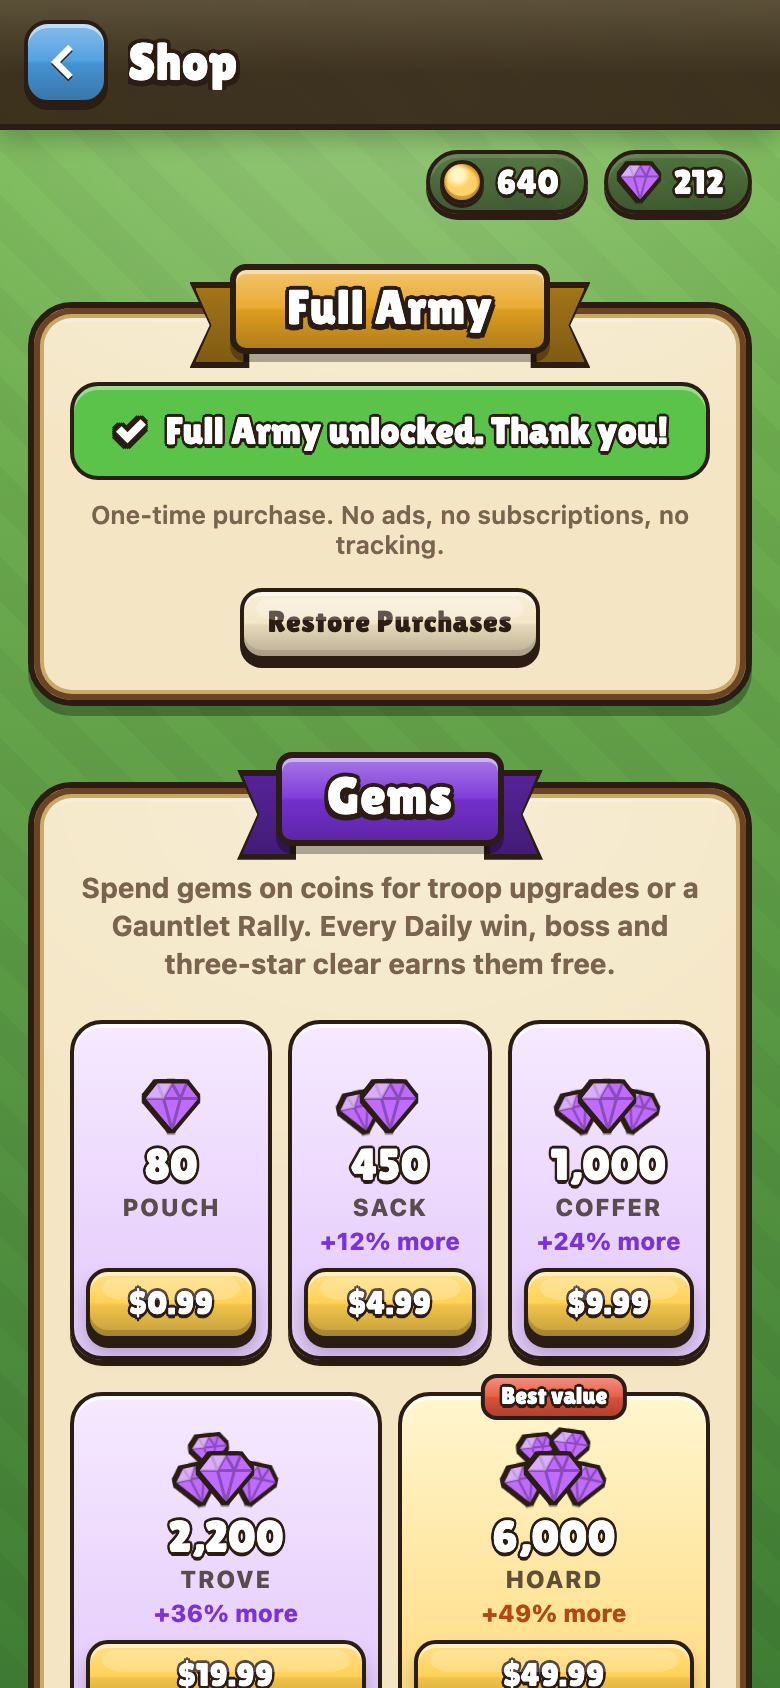 Shop
640
212
Full Army
Full Army unlocked. Thank you!
One-time purchase. No ads, no subscriptions, no
tracking.
Restore Purchases
Gems
Spend gems on coins for troop upgrades or a
Gauntlet Rally. Every Daily win, boss and
three-star clear earns them free.
80
POUCH
$0.99
450
SACK
+12% more
$4.99
1,000
COFFER
+24% more
$9.99
2,200
TROVE
+36% more
$19.99
Best value
6,000
HOARD
+49% more
$49.99